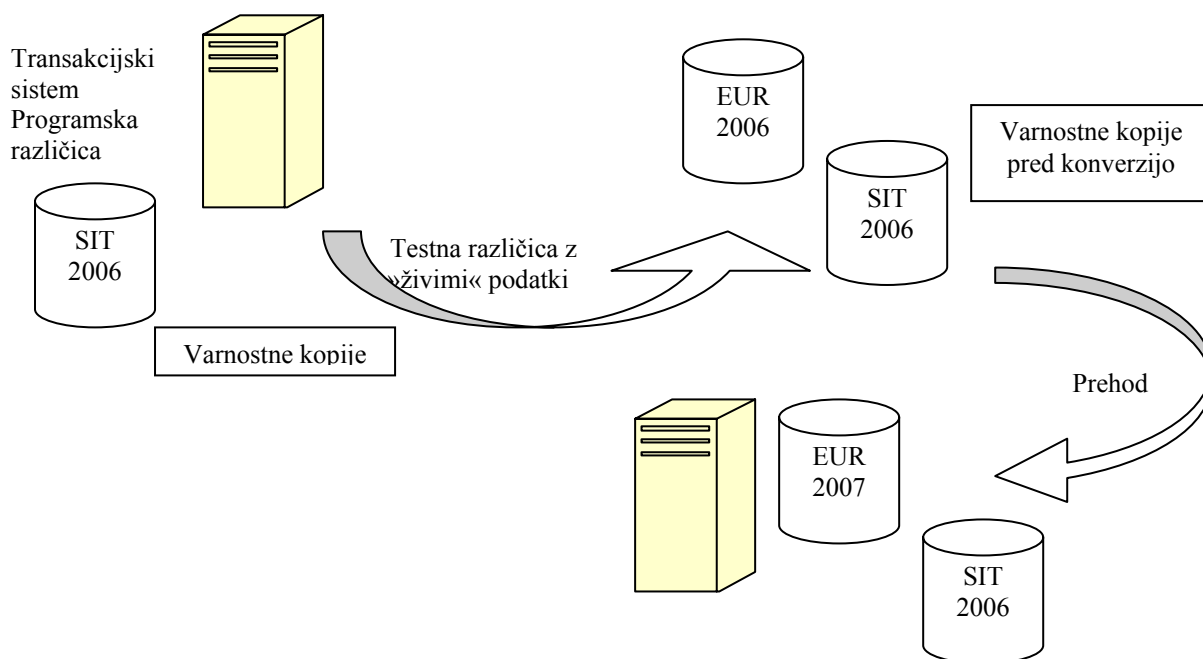 Transakcijski
sistem
Programska
različica
SIT
2006
Varnostne kopije
Testna različica z
»živimi« podatki
EUR
2006
SIT
2006
Varnostne kopije
pred konverzijo
Prehod
EUR
2007
SIT
2006